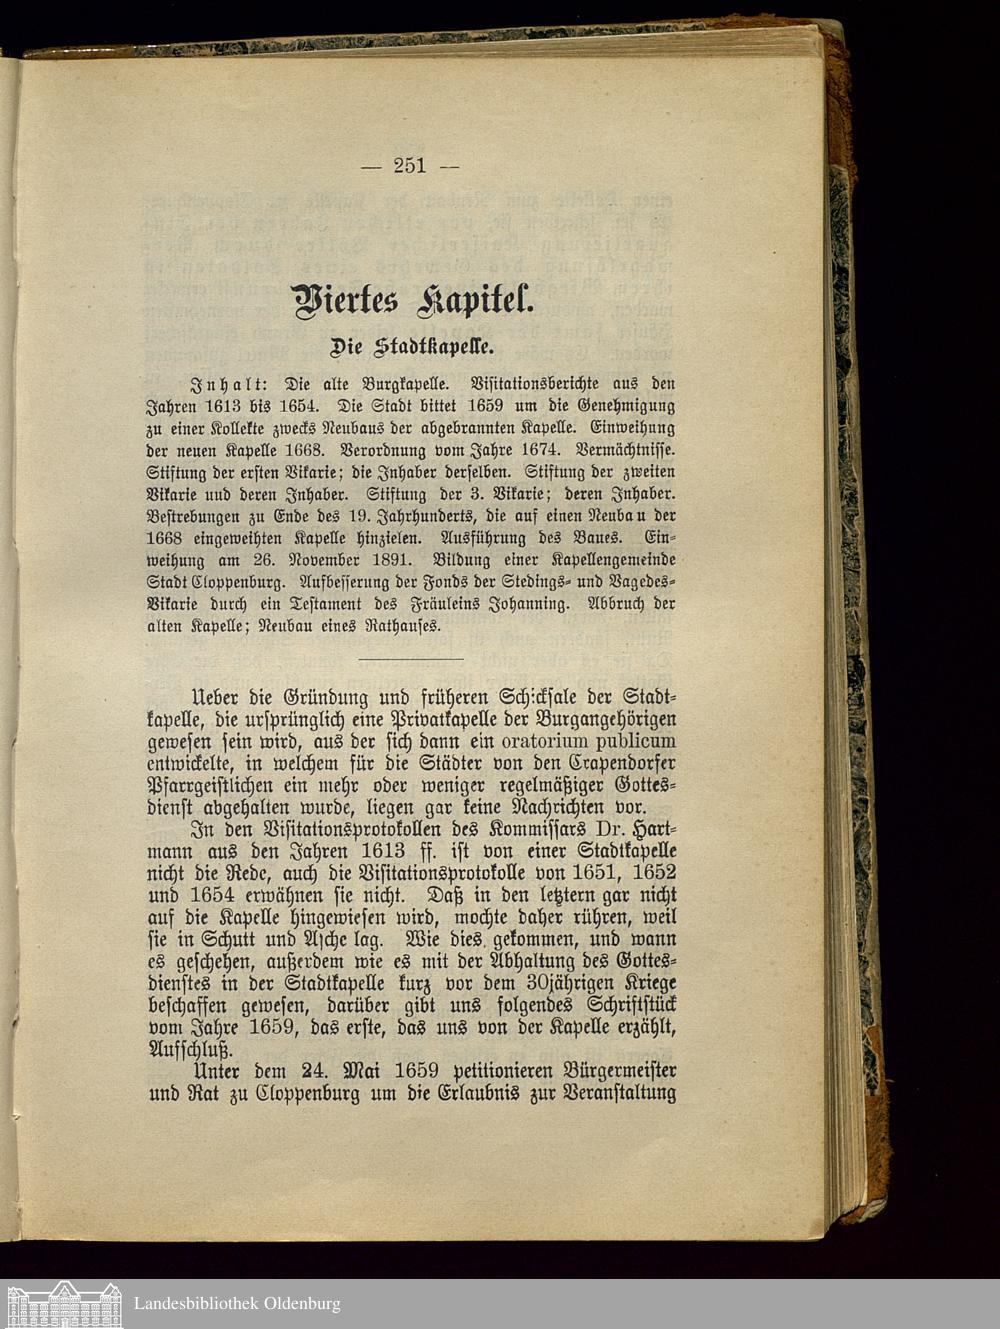 — 251 —
Viertes Kapitel.
Die Stadtkapelle.
Inhalt: Die alte Burgkapelle. Visitationsberichte aus den
Jahren 1613 bis 1654. Die Stadt bittet 1659 um die Genehmigung
zu einer Kollekte zwecks Neubaus der abgebrannten Kapelle. Einweihung
der neuen Kapelle 1668. Verordnung vom Jahre 1674. Vermächtnisse.
Stiftung der ersten Vikarie; die Inhaber derselben. Stiftung der zweiten
Vikarie und deren Inhaber. Stiftung der 3. Vikarie; deren Inhaber.
Bestrebungen zu Ende des 19. Jahrhunderts, die auf einen Neubau der
1668 eingeweihten Kapelle hinzielen. Ausführung des Baues. Ein-
weihung am 26. November 1891. Bildung einer Kapellengemeinde
Stadt Cloppenburg. Aufbesserung der Fonds der Stedings- und Vagedes-
Vikarie durch ein Testament des Fräuleins Johanning. Abbruch der
alten Kapelle; Neubau eines Rathauses.
Ueber die Gründung und früheren Schicksale der Stadt-
kapelle, die ursprünglich eine Privatkapelle der Burgangehörigen
gewesen sein wird, aus der sich dann ein oratorium publicum
entwickelte, in welchem für die Städter von den Crapendorfer
Pfarrgeistlichen ein mehr oder weniger regelmäßiger Gottes-
dienst abgehalten wurde, liegen gar keine Nachrichten vor.
In den Visitationsprotokollen des Kommissars Dr. Hart-
mann aus den Jahren 1613 ff. ist von einer Stadtkapelle
nicht die Rede, auch die Visitationsprotokolle von 1651, 1652
und 1654 erwähnen sie nicht. Daß in den letztern gar nicht
auf die Kapelle hingewiesen wird, mochte daher rühren, weil
sie in Schutt und Asche lag. Wie dies gekommen, und wann
es geschehen, außerdem wie es mit der Abhaltung des Gottes-
dienstes in der Stadtkapelle kurz vor dem 30jährigen Kriege
beschaffen gewesen, darüber gibt uns folgendes Schriftstück
vom Jahre 1659, das erste, das uns von der Kapelle erzählt,
Aufschluß.
Unter dem 24. Mai 1659 petitionieren Bürgermeister
und Rat zu Cloppenburg um die Erlaubnis zur Veranstaltung
Landesbibliothek Oldenburg